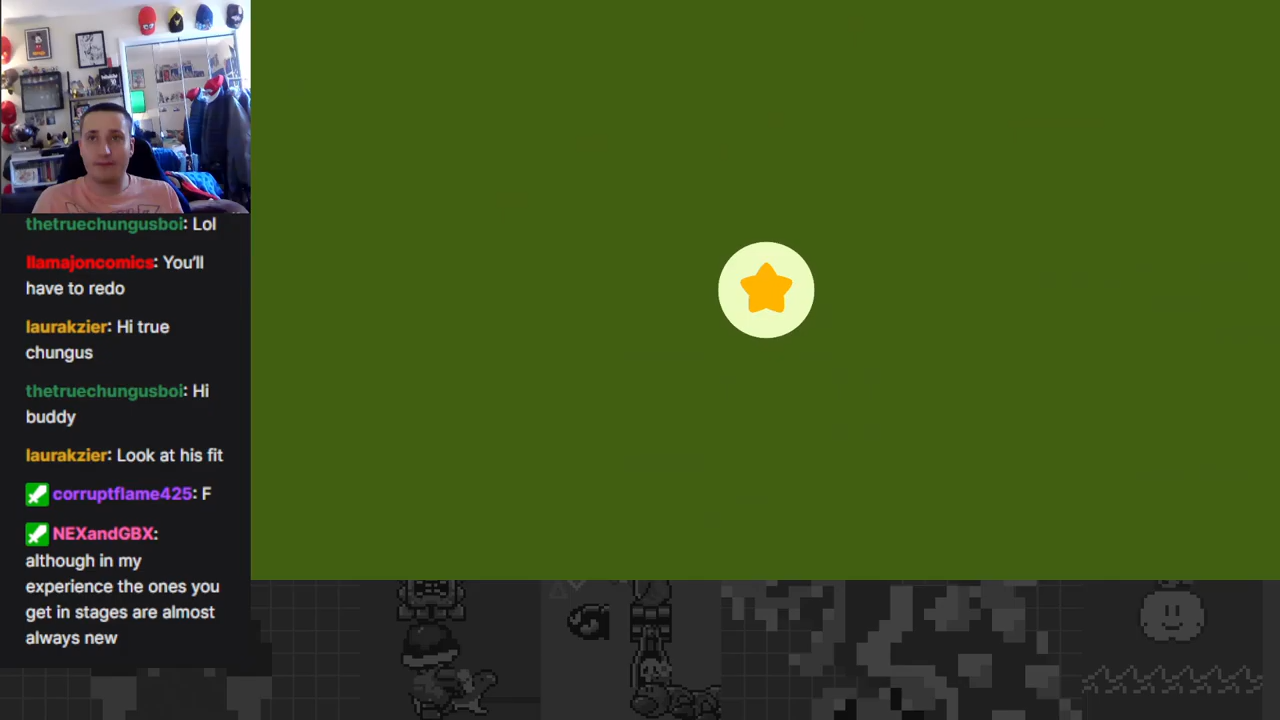 thetruechungusboi: Lol
llamajoncomics: You'll
have to redo
laurakzier: Hi true
chungus
thetruechungusboi: Hi
buddy
laurakzier: Look at his fit
corruptflame425: F
NEXandGBX:
although in my
experience the ones you
get in stages are almost
always new